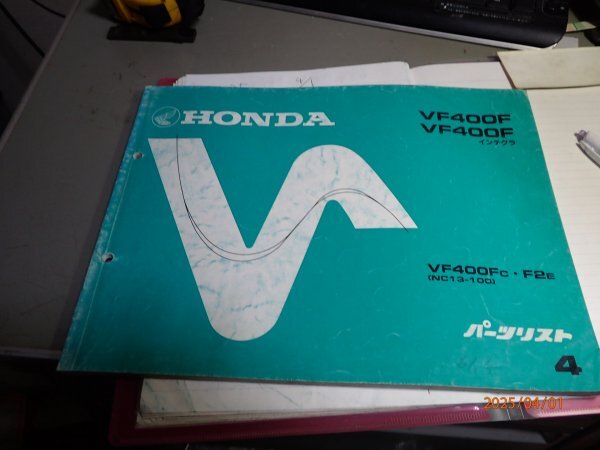 HONDA
VF400F
VF400F
インテグラ
VF400Fc・F2E
(NC13-100)
パーツリスト
4
2025/04/01